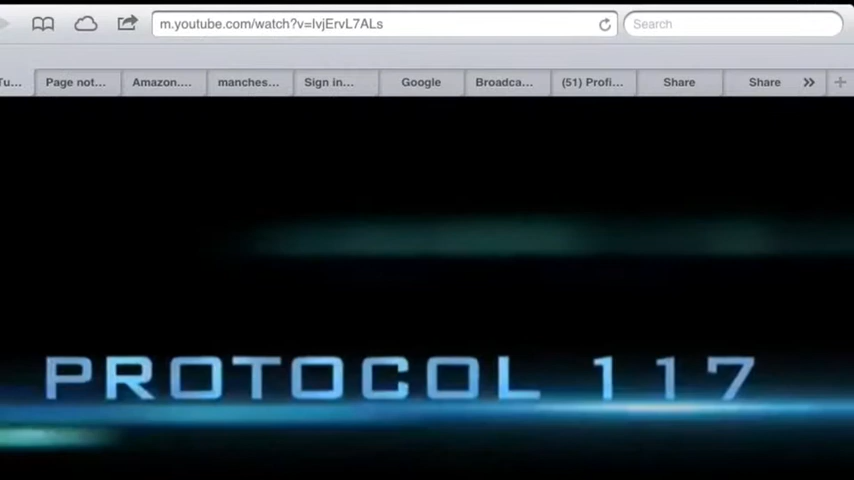 m.youtube.com/watch?v=lvjErvL7ALs
Search
Tu...
Page not...
Amazon....
manches...
Sign in...
Google
Broadca...
(51) Profi...
Share
Share
PROTOCOL 117